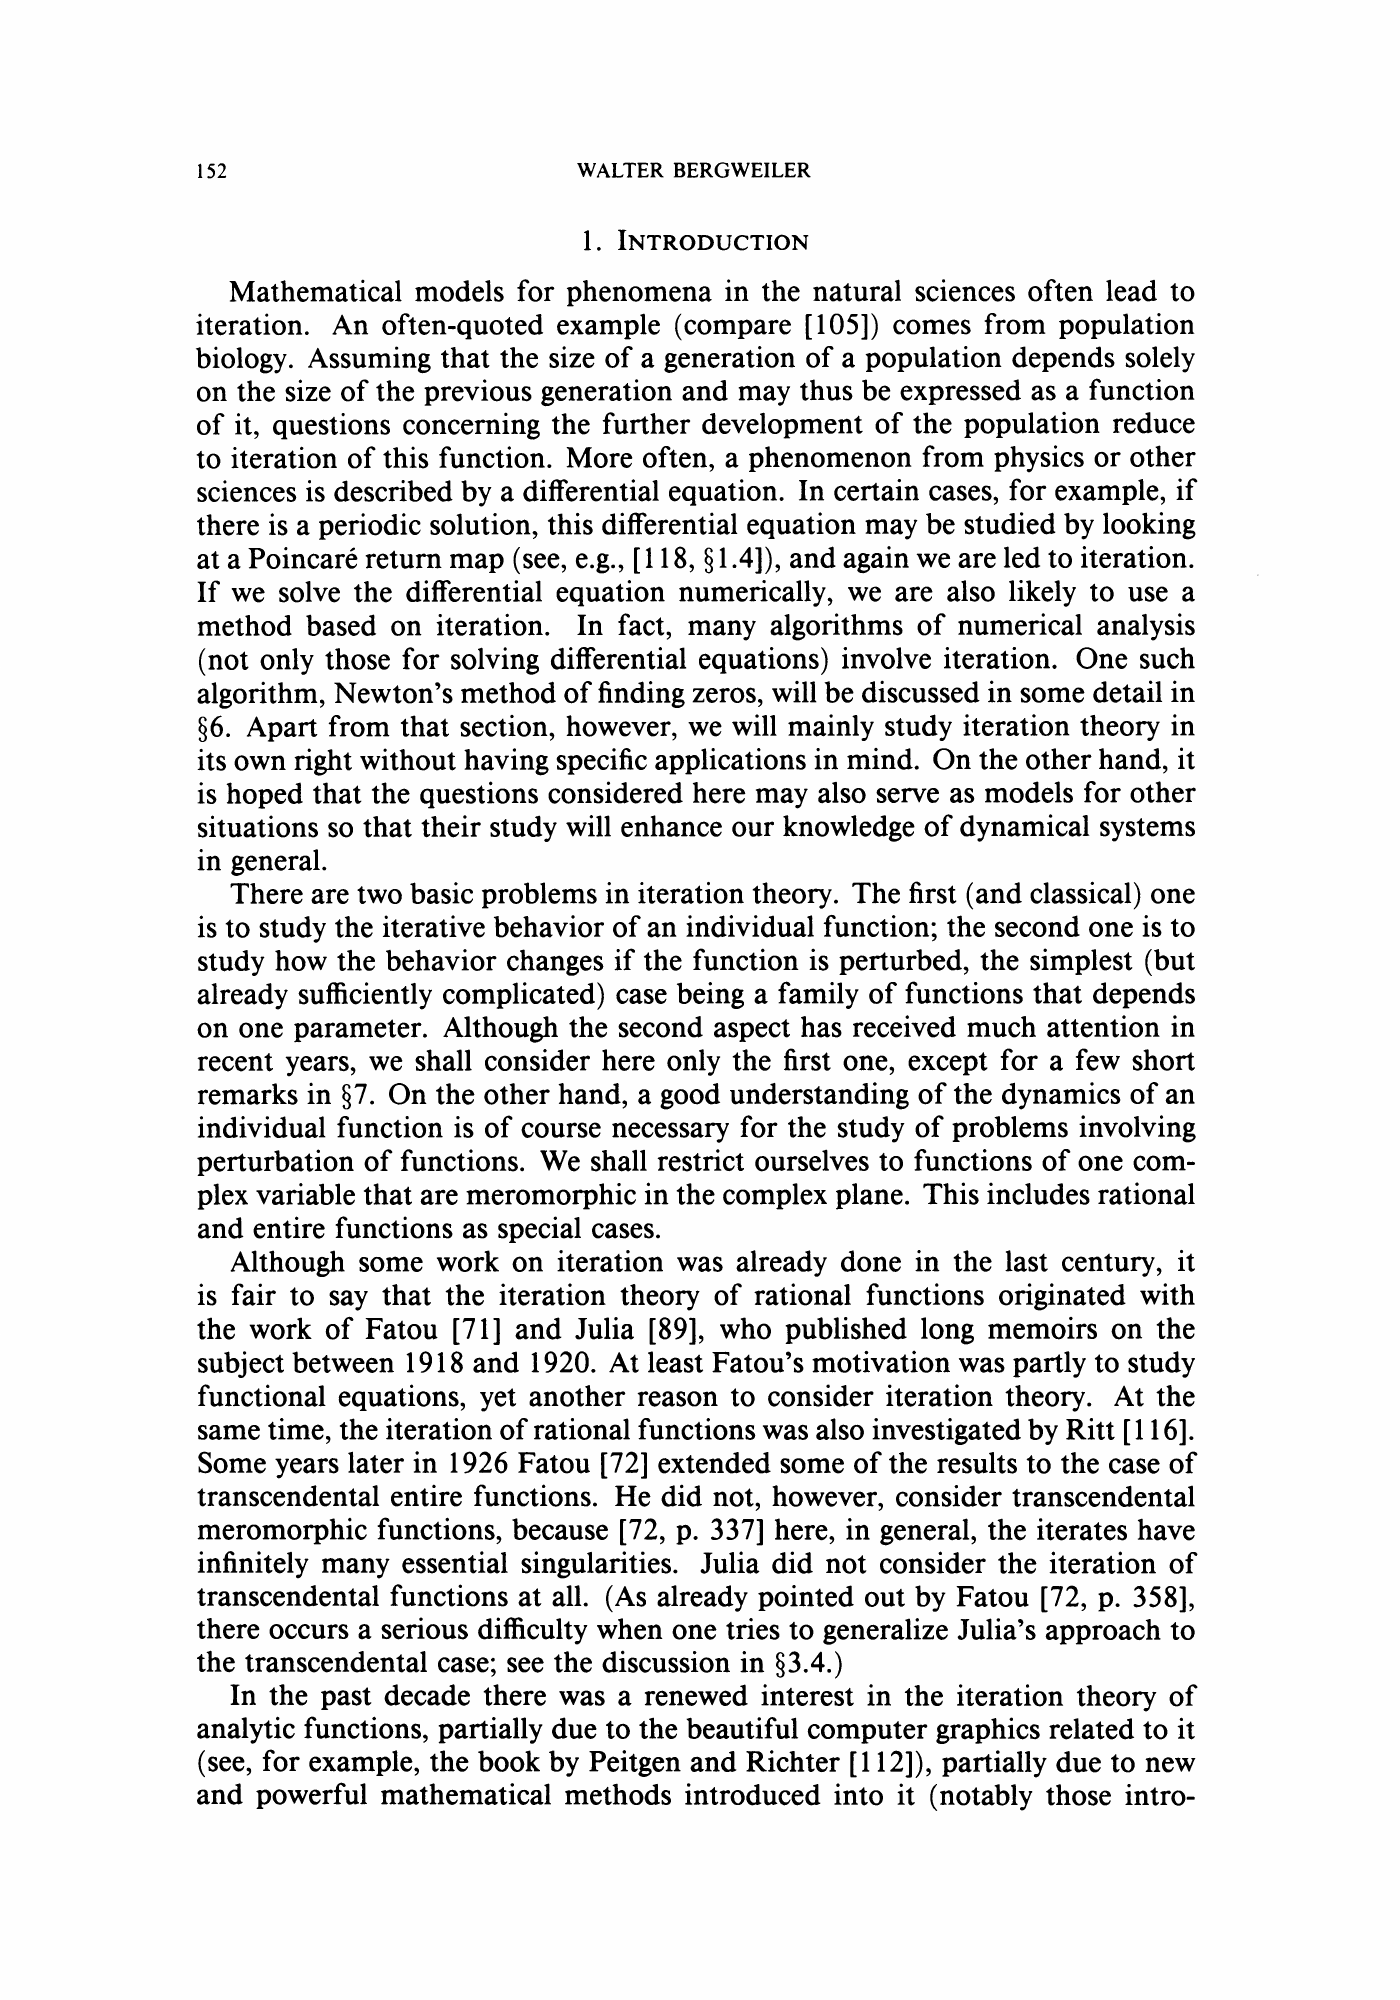 152
WALTER BERGWEILER
1. INTRODUCTION
Mathematical models for phenomena in the natural sciences often lead to
iteration. An often-quoted example (compare [105]) comes from population
biology. Assuming that the size of a generation of a population depends solely
on the size of the previous generation and may thus be expressed as a function
of it, questions concerning the further development of the population reduce
to iteration of this function. More often, a phenomenon from physics or other
sciences is described by a differential equation. In certain cases, for example, if
there is a periodic solution, this differential equation may be studied by looking
at a Poincaré return map (see, e.g., [118, §1.4]), and again we are led to iteration.
If we solve the differential equation numerically, we are also likely to use a
method based on iteration. In fact, many algorithms of numerical analysis
(not only those for solving differential equations) involve iteration. One such
algorithm, Newton's method of finding zeros, will be discussed in some detail in
§6. Apart from that section, however, we will mainly study iteration theory in
its own right without having specific applications in mind. On the other hand, it
is hoped that the questions considered here may also serve as models for other
situations so that their study will enhance our knowledge of dynamical systems
in general.
There are two basic problems in iteration theory. The first (and classical) one
is to study the iterative behavior of an individual function; the second one is to
study how the behavior changes if the function is perturbed, the simplest (but
already sufficiently complicated) case being a family of functions that depends
on one parameter. Although the second aspect has received much attention in
recent years, we shall consider here only the first one, except for a few short
remarks in §7. On the other hand, a good understanding of the dynamics of an
individual function is of course necessary for the study of problems involving
perturbation of functions. We shall restrict ourselves to functions of one com-
plex variable that are meromorphic in the complex plane. This includes rational
and entire functions as special cases.
Although some work on iteration was already done in the last century, it
is fair to say that the iteration theory of rational functions originated with
the work of Fatou [71] and Julia [89], who published long memoirs on the
subject between 1918 and 1920. At least Fatou's motivation was partly to study
functional equations, yet another reason to consider iteration theory. At the
same time, the iteration of rational functions was also investigated by Ritt [116].
Some years later in 1926 Fatou [72] extended some of the results to the case of
transcendental entire functions. He did not, however, consider transcendental
meromorphic functions, because [72, p. 337] here, in general, the iterates have
infinitely many essential singularities. Julia did not consider the iteration of
transcendental functions at all. (As already pointed out by Fatou [72, p. 358],
there occurs a serious difficulty when one tries to generalize Julia's approach to
the transcendental case; see the discussion in §3.4.)
In the past decade there was a renewed interest in the iteration theory of
analytic functions, partially due to the beautiful computer graphics related to it
(see, for example, the book by Peitgen and Richter [112]), partially due to new
and powerful mathematical methods introduced into it (notably those intro-